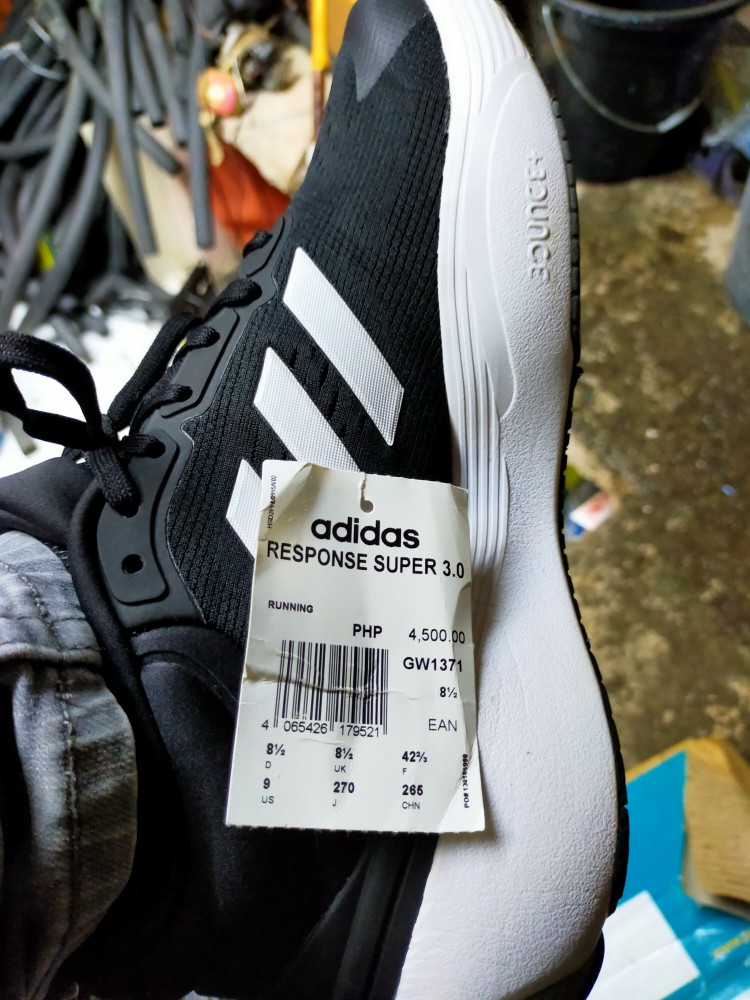 BOUNCE
adidas
RESPONSE SUPER 3.0
RUNNING
PHP 4,500.00
GW1371
8½
4 065426 179521 EAN
8½ 8½ 42⅔
D UK F
9 270 265
US J CHN